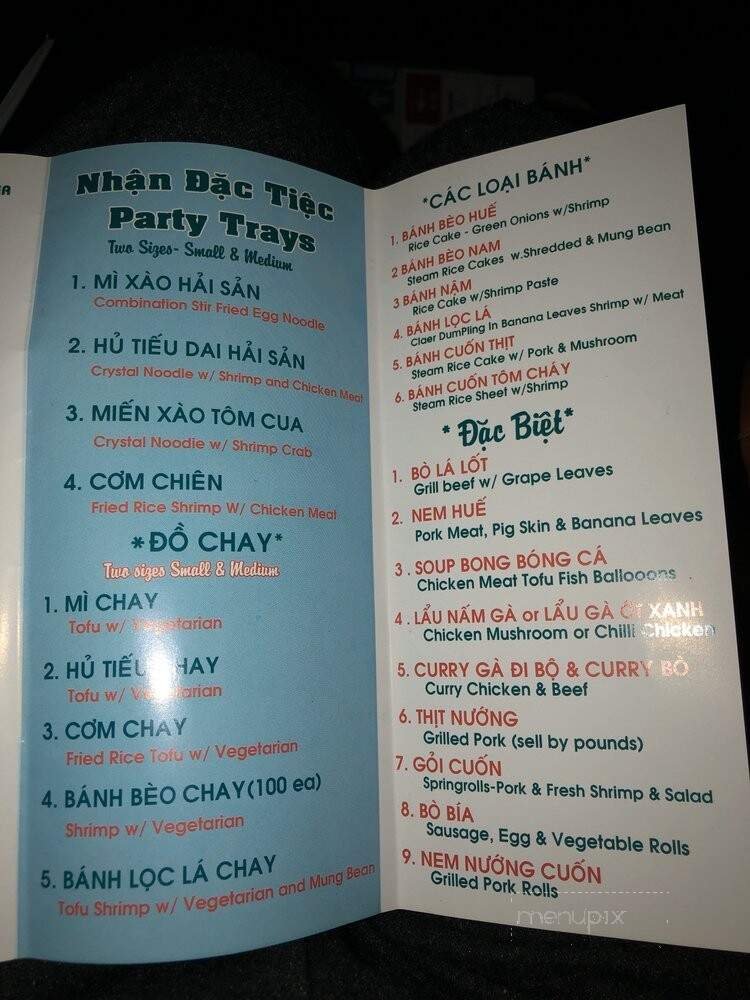 Nhận Đặc Tiệc
Party Trays
Two Sizes- Small & Medium
1. MÌ XÀO HẢI SẢN
Combination Stir Fried Egg Noodle
2. HỦ TIẾU DAI HẢI SẢN
Crystal Noodle w/ Shrimp and Chicken Meat
3. MIẾN XÀO TÔM CUA
Crystal Noodie w/ Shrimp Crab
4. CƠM CHIÊN
Fried Rice Shrimp W/ Chicken Meat
*ĐỒ CHAY*
Two sizes Small & Medium
1. MÌ CHAY
Tofu w/ Vegetarian
2. HỦ TIẾU CHAY
Tofu w/ Vegetarian
3. CƠM CHAY
Fried Rice Tofu w/ Vegetarian
4. BÁNH BÈO CHAY(100 ea)
Shrimp w/ Vegetarian
5. BÁNH LỌC LÁ CHAY
Tofu Shrimp w/ Vegetarian and Mung Bean
*CÁC LOẠI BÁNH*
1. BÁNH BÈO HUẾ
Rice Cake - Green Onions w/Shrimp
2 BÁNH BÈO NAM
Steam Rice Cakes w.Shredded & Mung Bean
3 BÁNH NẬM
Rice Cake w/Shrimp Paste
4. BÁNH LỌC LÁ
Claer DumPling In Banana Leaves Shrimp w/ Meat
5. BÁNH CUỐN THỊT
Steam Rice Cake w/ Pork & Mushroom
6. BÁNH CUỐN TÔM CHÁY
Steam Rice Sheet w/Shrimp
* Đặc Biệt*
1. BÒ LÁ LỐT
Grill beef w/ Grape Leaves
2. NEM HUẾ
Pork Meat, Pig Skin & Banana Leaves
3 . SOUP BONG BÓNG CÁ
Chicken Meat Tofu Fish Ballooons
4 . LẨU NẤM GÀ or LẨU GÀ ỚT XANH
Chicken Mushroom or Chilli Chicken
5. CURRY GÀ ĐI BỘ & CURRY BÒ
Curry Chicken & Beef
6. THỊT NƯỚNG
Grilled Pork (sell by pounds)
7. GỎI CUỐN
Springrolls-Pork & Fresh Shrimp & Salad
8. BÒ BÍA
Sausage, Egg & Vegetable Rolls
9. NEM NƯỚNG CUỐN
Grilled Pork Rolls
menupix